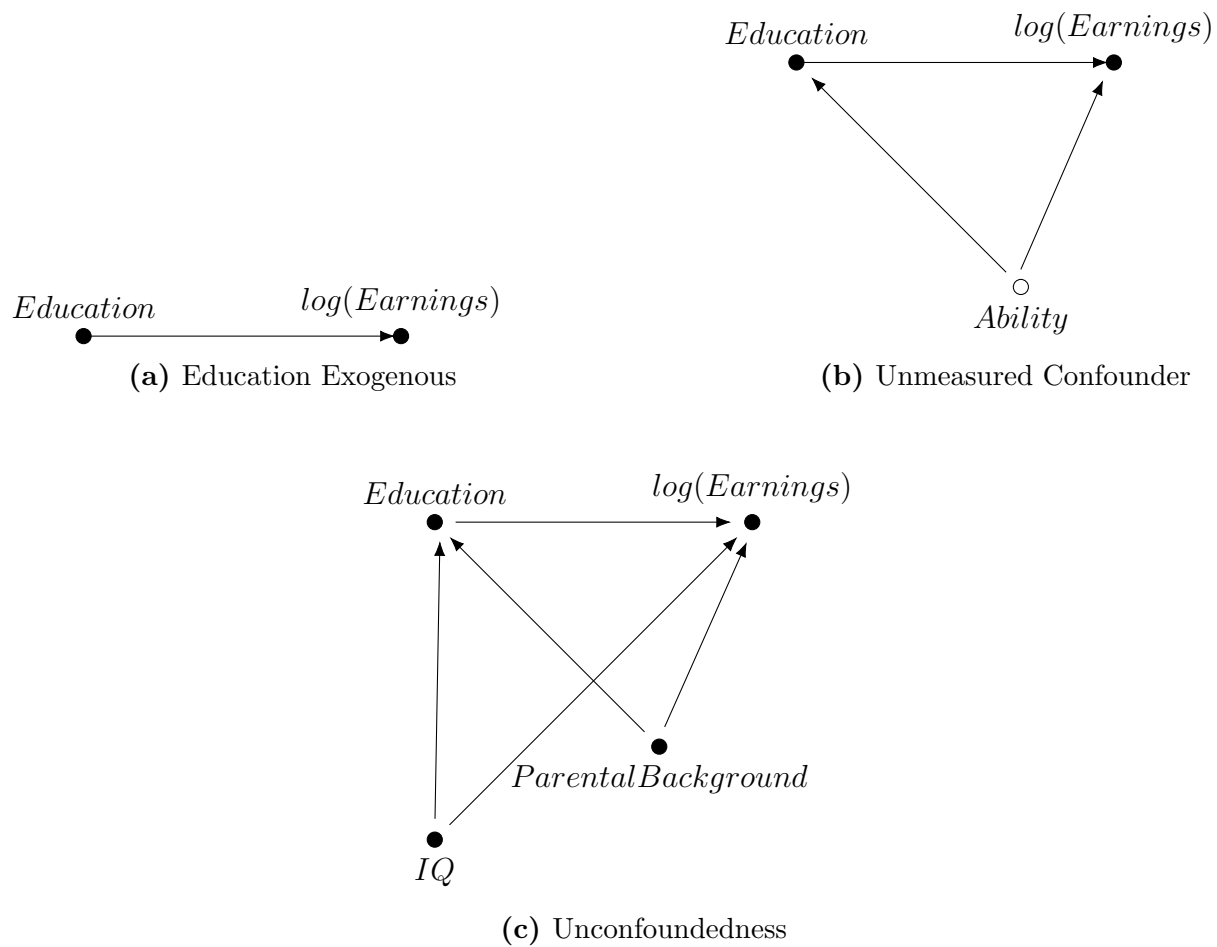 Education log(Earnings)
Ability
(b) Unmeasured Confounder
Education log(Earnings)
(a) Education Exogenous
Education log(Earnings)
ParentalBackground
IQ
(c) Unconfoundedness